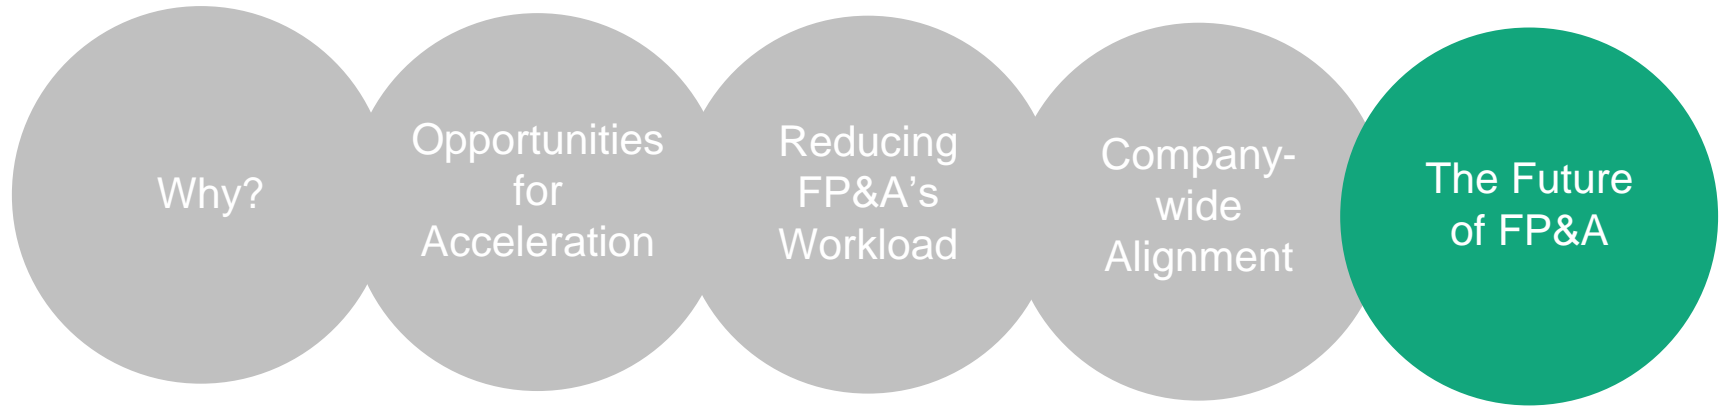 Why?
Opportunities
for
Acceleration
Reducing
FP&A’s
Workload
Company-
wide
Alignment
The Future
of FP&A